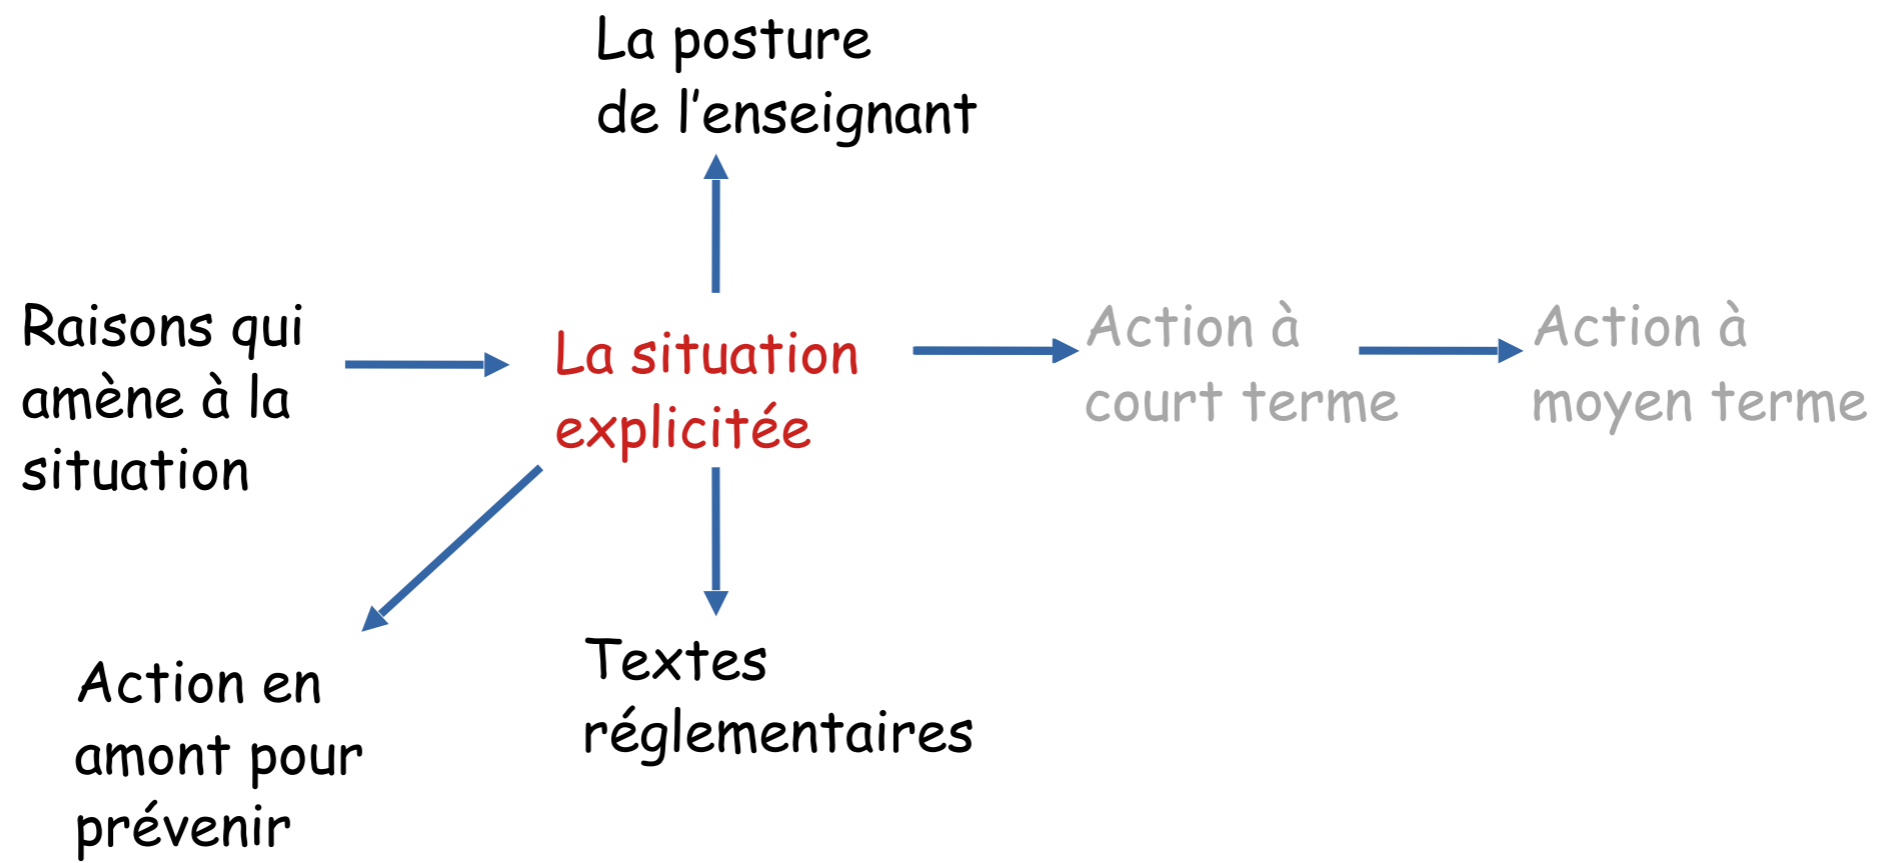 La posture
de l’enseignant
Raisons qui
amène à la
situation
La situation
explicitée
Action à
court terme
Action à
moyen terme
Action en
amont pour
prévenir
Textes
réglementaires